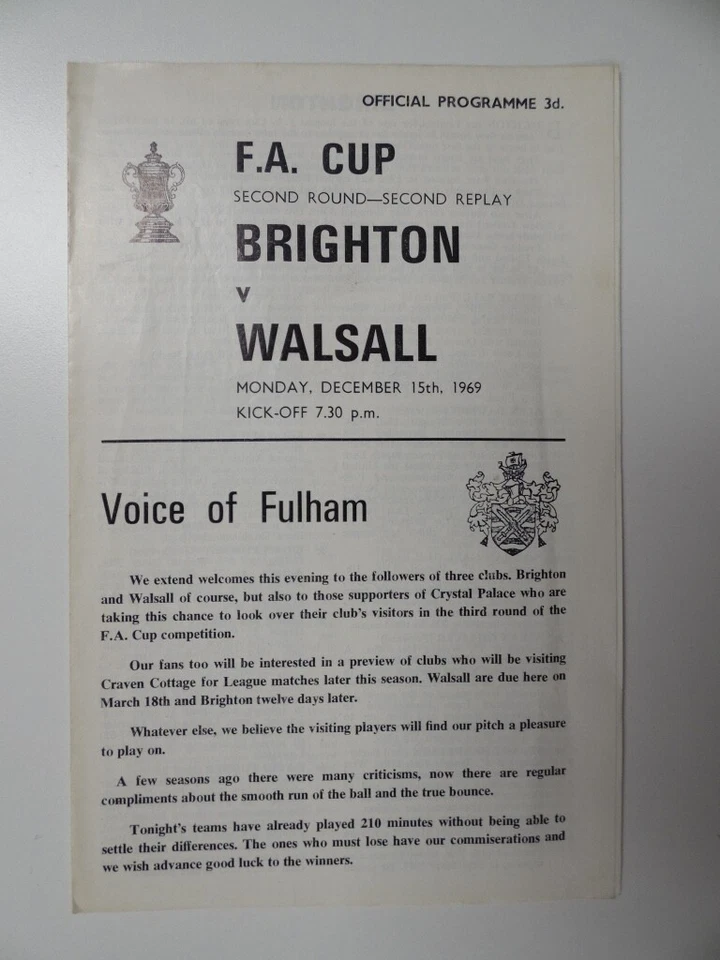 OFFICIAL PROGRAMME 3d.
F.A. CUP
SECOND ROUND—SECOND REPLAY
BRIGHTON
v
WALSALL
MONDAY, DECEMBER 15th, 1969
KICK-OFF 7.30 p.m.
Voice of Fulham
We extend welcomes this evening to the followers of three clubs. Brighton
and Walsall of course, but also to those supporters of Crystal Palace who are
taking this chance to look over their club's visitors in the third round of the
F.A. Cup competition.
Our fans too will be interested in a preview of clubs who will be visiting
Craven Cottage for League matches later this season. Walsall are due here on
March 18th and Brighton twelve days later.
Whatever else, we believe the visiting players will find our pitch a pleasure
to play on.
A few seasons ago there were many criticisms, now there are regular
compliments about the smooth run of the ball and the true bounce.
Tonight's teams have already played 210 minutes without being able to
settle their differences. The ones who must lose have our commiserations and
we wish advance good luck to the winners.